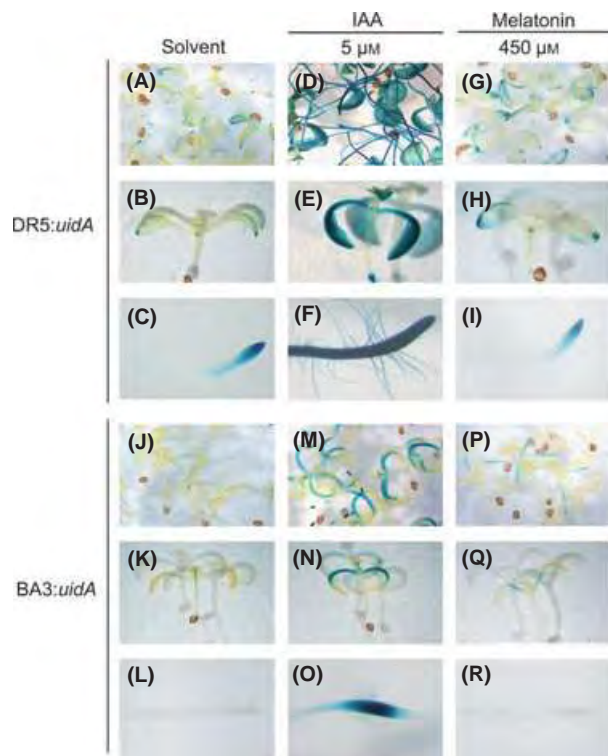 IAA Melatonin
Solvent 5 μM 450 μM
(A) (D) (G)
DR5:uidA
(B) (E) (H)
(C) (F) (I)
(J) (M) (P)
BA3:uidA
(K) (N) (Q)
(L) (O) (R)